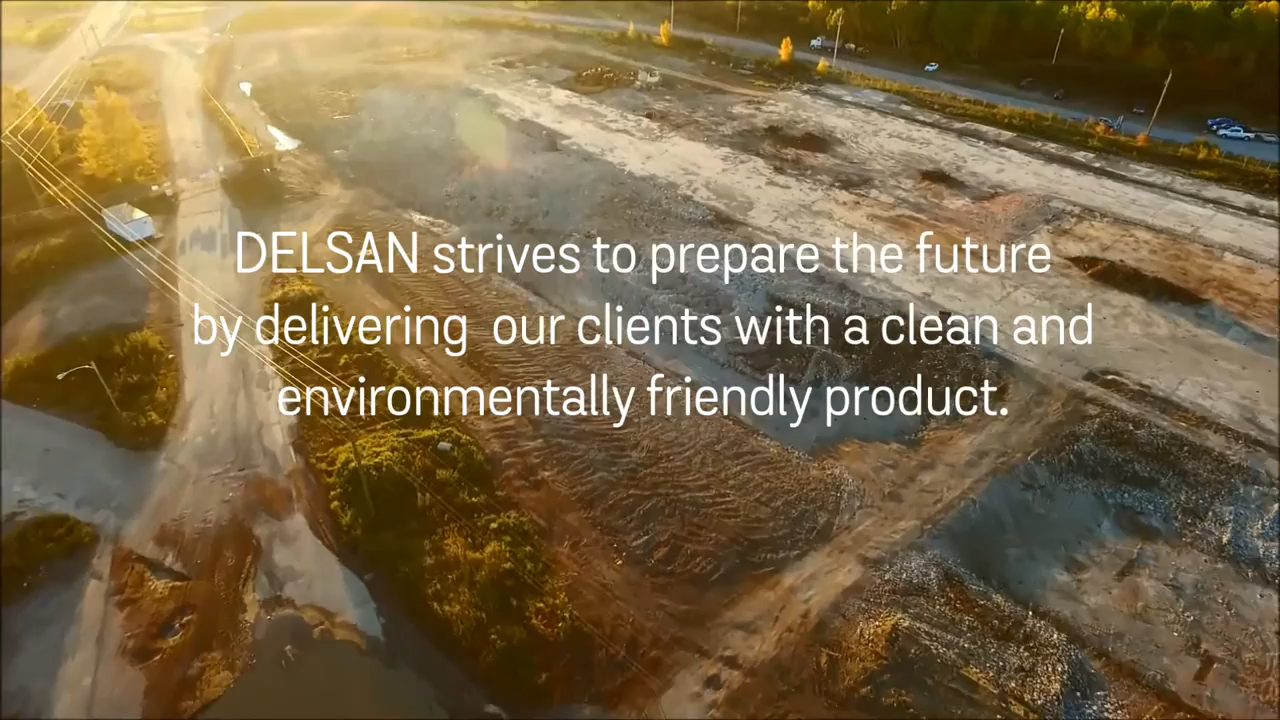 DELSAN strives to prepare the future
by delivering  our clients with a clean and
environmentally friendly product.